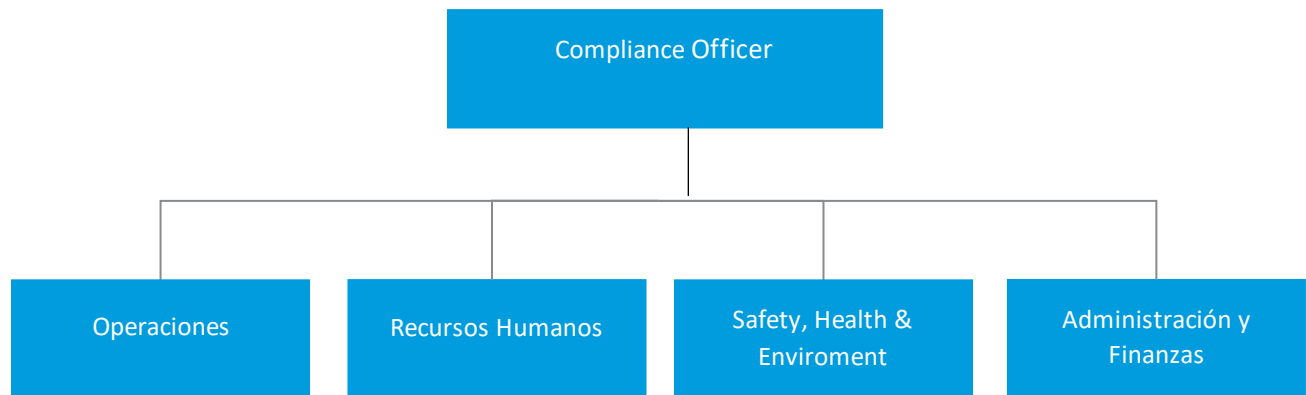 Compliance Officer
Operaciones
Recursos Humanos
Safety, Health &
Enviroment
Administración y
Finanzas